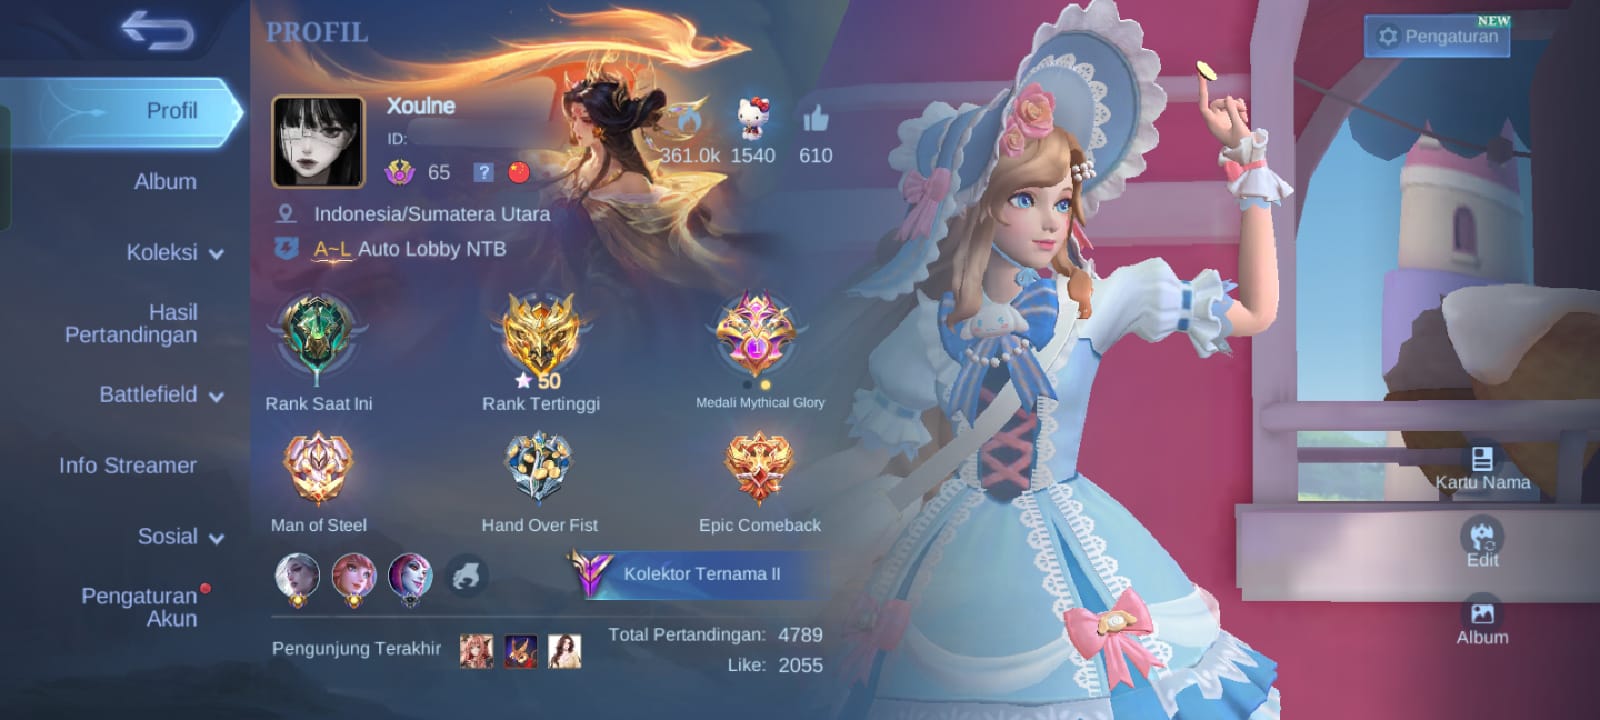 PROFIL
NEW
Pengaturan
Profil
Album
Koleksi
Hasil
Pertandingan
Battlefield
Info Streamer
Sosial
Pengaturan
Akun
Xoulne
ID:
65
?
361.0k 1540 610
Indonesia/Sumatera Utara
A~L Auto Lobby NTB
50
1
Rank Saat Ini
Rank Tertinggi
Medali Mythical Glory
Man of Steel
Hand Over Fist
Epic Comeback
Kolektor Ternama II
Pengunjung Terakhir
Total Pertandingan: 4789
Like: 2055
Kartu Nama
Edit
Album